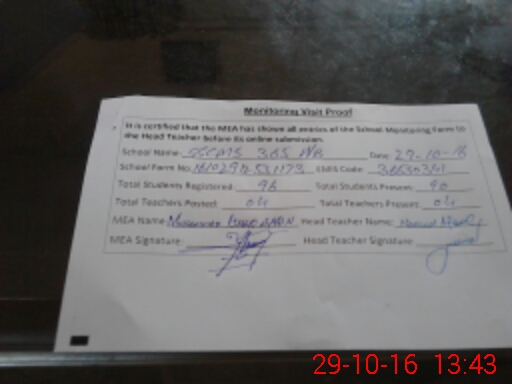 Monitoring Visit Proof
It is certified that the MEA has shown all entries of the School Monitoring Form to
the Head Teacher before its online submission.
School Name: 365 WB Date: 29-10-16
School Form No: EMIS Code:
Total Students Registered: 96 Total Students Present: 90
Total Teachers Posted: 04 Total Teachers Present: 04
MEA Name: Head Teacher Name:
MEA Signature: Head Teacher Signature
29-10-16 13:43